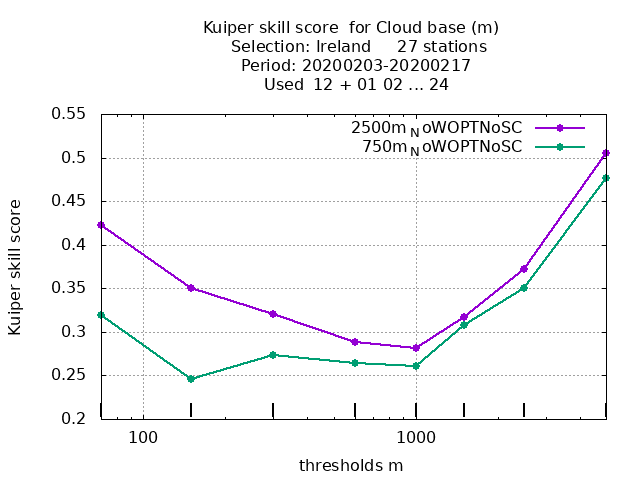 Kuiper skill score  for Cloud base (m)
Selection: Ireland     27 stations
Period: 20200203-20200217
Used  12 + 01 02 ... 24
2500m_NoWOPTNoSC
750m_NoWOPTNoSC
0.55
0.5
0.45
0.4
0.35
0.3
0.25
0.2
Kuiper skill score
100
1000
thresholds m